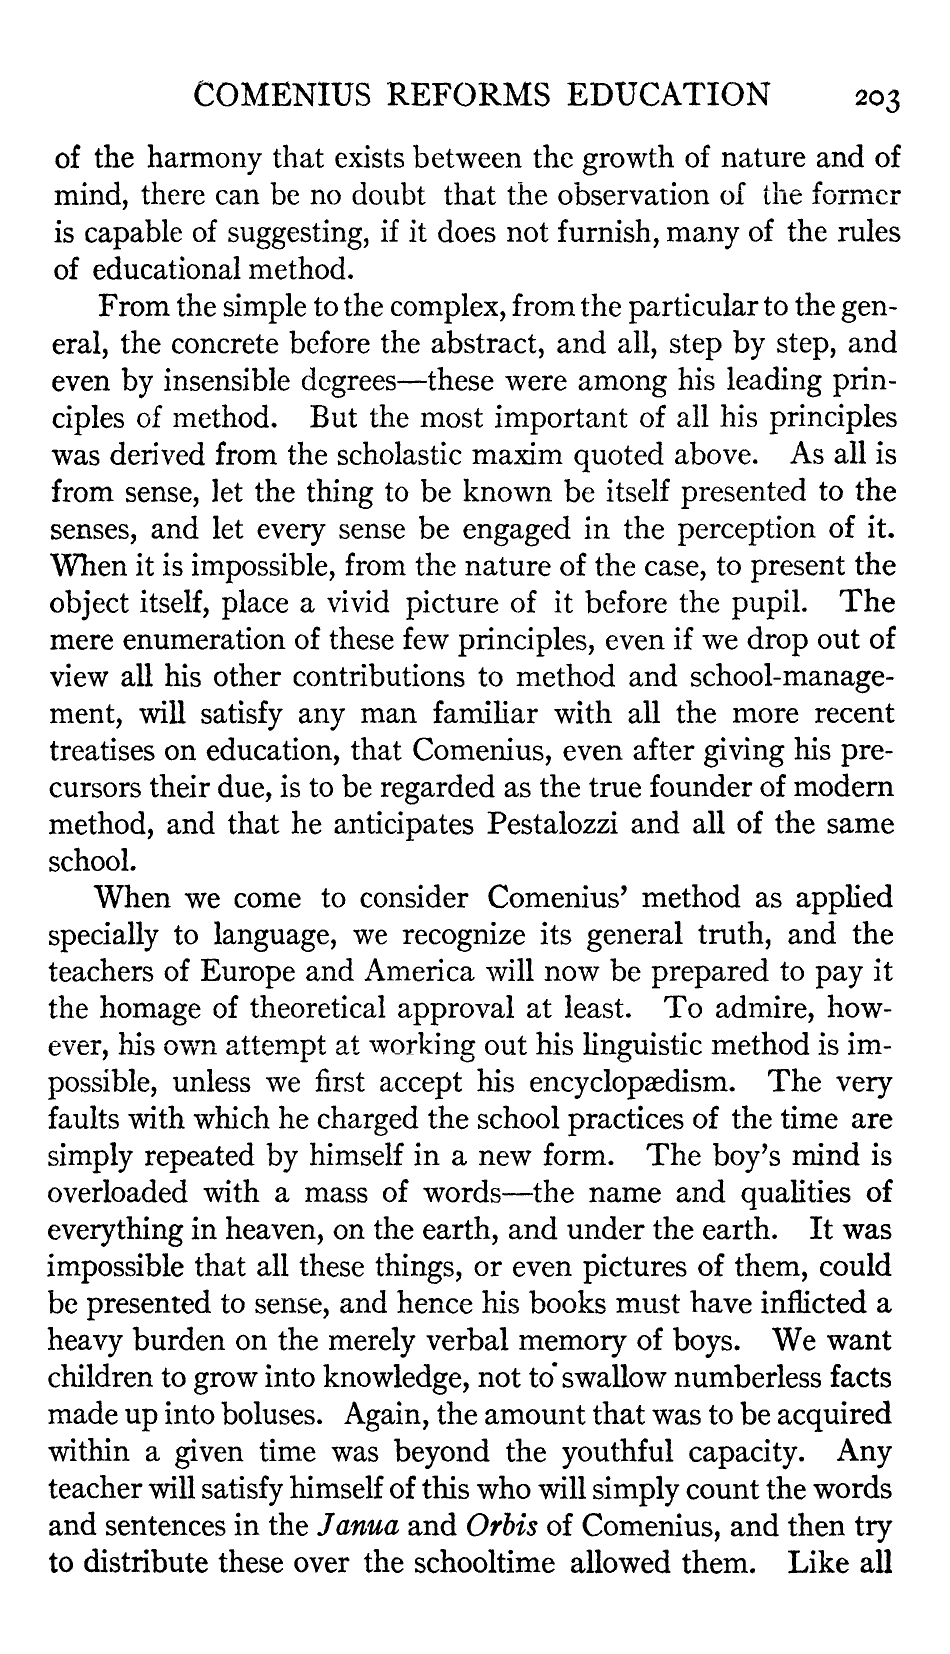 COMENIUS REFORMS EDUCATION 203
of the harmony that exists between the growth of nature and of
mind, there can be no doubt that the observation of the former
is capable of suggesting, if it does not furnish, many of the rules
of educational method.
From the simple to the complex, from the particular to the gen-
eral, the concrete before the abstract, and all, step by step, and
even by insensible degrees—these were among his leading prin-
ciples of method. But the most important of all his principles
was derived from the scholastic maxim quoted above. As all is
from sense, let the thing to be known be itself presented to the
senses, and let every sense be engaged in the perception of it.
When it is impossible, from the nature of the case, to present the
object itself, place a vivid picture of it before the pupil. The
mere enumeration of these few principles, even if we drop out of
view all his other contributions to method and school-manage-
ment, will satisfy any man familiar with all the more recent
treatises on education, that Comenius, even after giving his pre-
cursors their due, is to be regarded as the true founder of modern
method, and that he anticipates Pestalozzi and all of the same
school.
When we come to consider Comenius’ method as applied
specially to language, we recognize its general truth, and the
teachers of Europe and America will now be prepared to pay it
the homage of theoretical approval at least. To admire, how-
ever, his own attempt at working out his linguistic method is im-
possible, unless we first accept his encyclopædism. The very
faults with which he charged the school practices of the time are
simply repeated by himself in a new form. The boy’s mind is
overloaded with a mass of words—the name and qualities of
everything in heaven, on the earth, and under the earth. It was
impossible that all these things, or even pictures of them, could
be presented to sense, and hence his books must have inflicted a
heavy burden on the merely verbal memory of boys. We want
children to grow into knowledge, not to swallow numberless facts
made up into boluses. Again, the amount that was to be acquired
within a given time was beyond the youthful capacity. Any
teacher will satisfy himself of this who will simply count the words
and sentences in the Janua and Orbis of Comenius, and then try
to distribute these over the schooltime allowed them. Like all